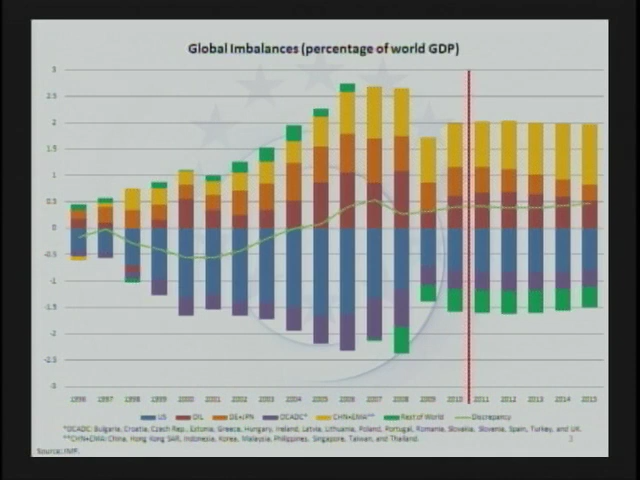 Global Imbalances (percentage of world GDP)
3
2.5
2
1.5
1
0.5
0
-0.5
-1
-1.5
-2
-2.5
-3
1996 1997 1998 1999 2000 2001 2002 2003 2004 2005 2006 2007 2008 2009 2010 2011 2012 2013 2014 2015
US OIL DE+JPN OCADC* CHN+EMA** Rest of World Discrepancy
*OCADC: Bulgaria, Croatia, Czech Rep., Estonia, Greece, Hungary, Ireland, Latvia, Lithuania, Poland, Portugal, Romania, Slovakia, Slovenia, Spain, Turkey, and UK.
**CHN+EMA: China, Hong Kong SAR, Indonesia, Korea, Malaysia, Philippines, Singapore, Taiwan, and Thailand.
3
Source: IMF.